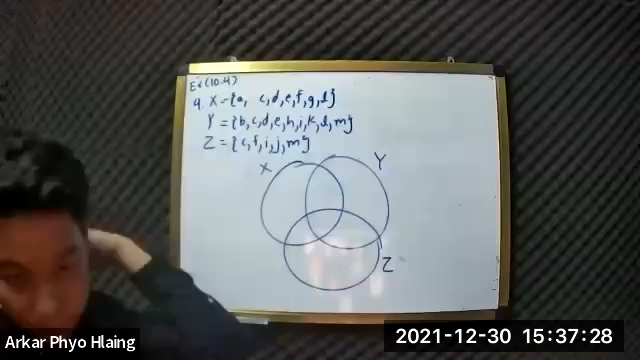 Ex(10.4)
4. X = {a, c,d,e,f,g,l}
Y = {b,c,d,e,h,i,k,l,m}
Z = {c,f,i,j,m}
X
Y
Z
Arkar Phyo Hlaing
2021-12-30 15:37:28